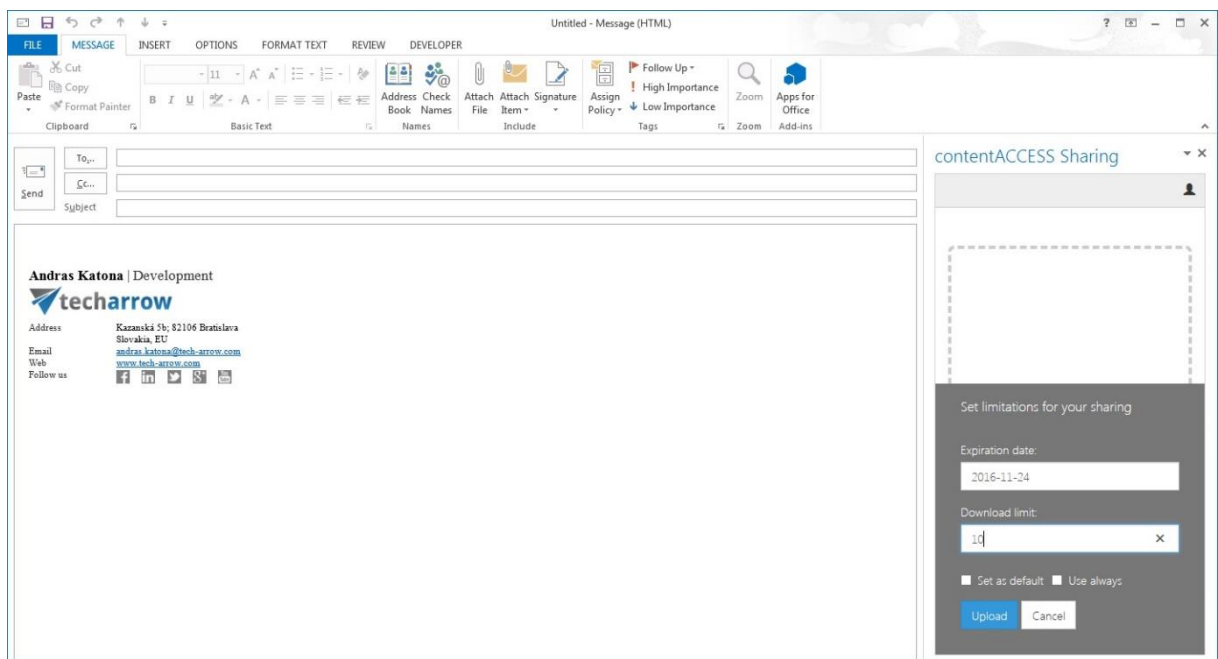 Untitled - Message (HTML)
FILE MESSAGE INSERT OPTIONS FORMAT TEXT REVIEW DEVELOPER
Paste
Cut
Copy
Format Painter
Clipboard
11
B I U
Basic Text
Address Book
Check Names
Names
Attach File
Attach Item
Signature
Include
Assign Policy
Follow Up
High Importance
Low Importance
Tags
Zoom
Zoom
Apps for Office
Add-ins
Send
To...
Cc...
Subject
Andras Katona | Development
techarrow
Address Kazanská 5b; 82106 Bratislava
Slovakia, EU
Email andras.katona@tech-arrow.com
Web www.tech-arrow.com
Follow us
contentACCESS Sharing
Set limitations for your sharing
Expiration date:
2016-11-24
Download limit:
10
Set as default Use always
Upload Cancel